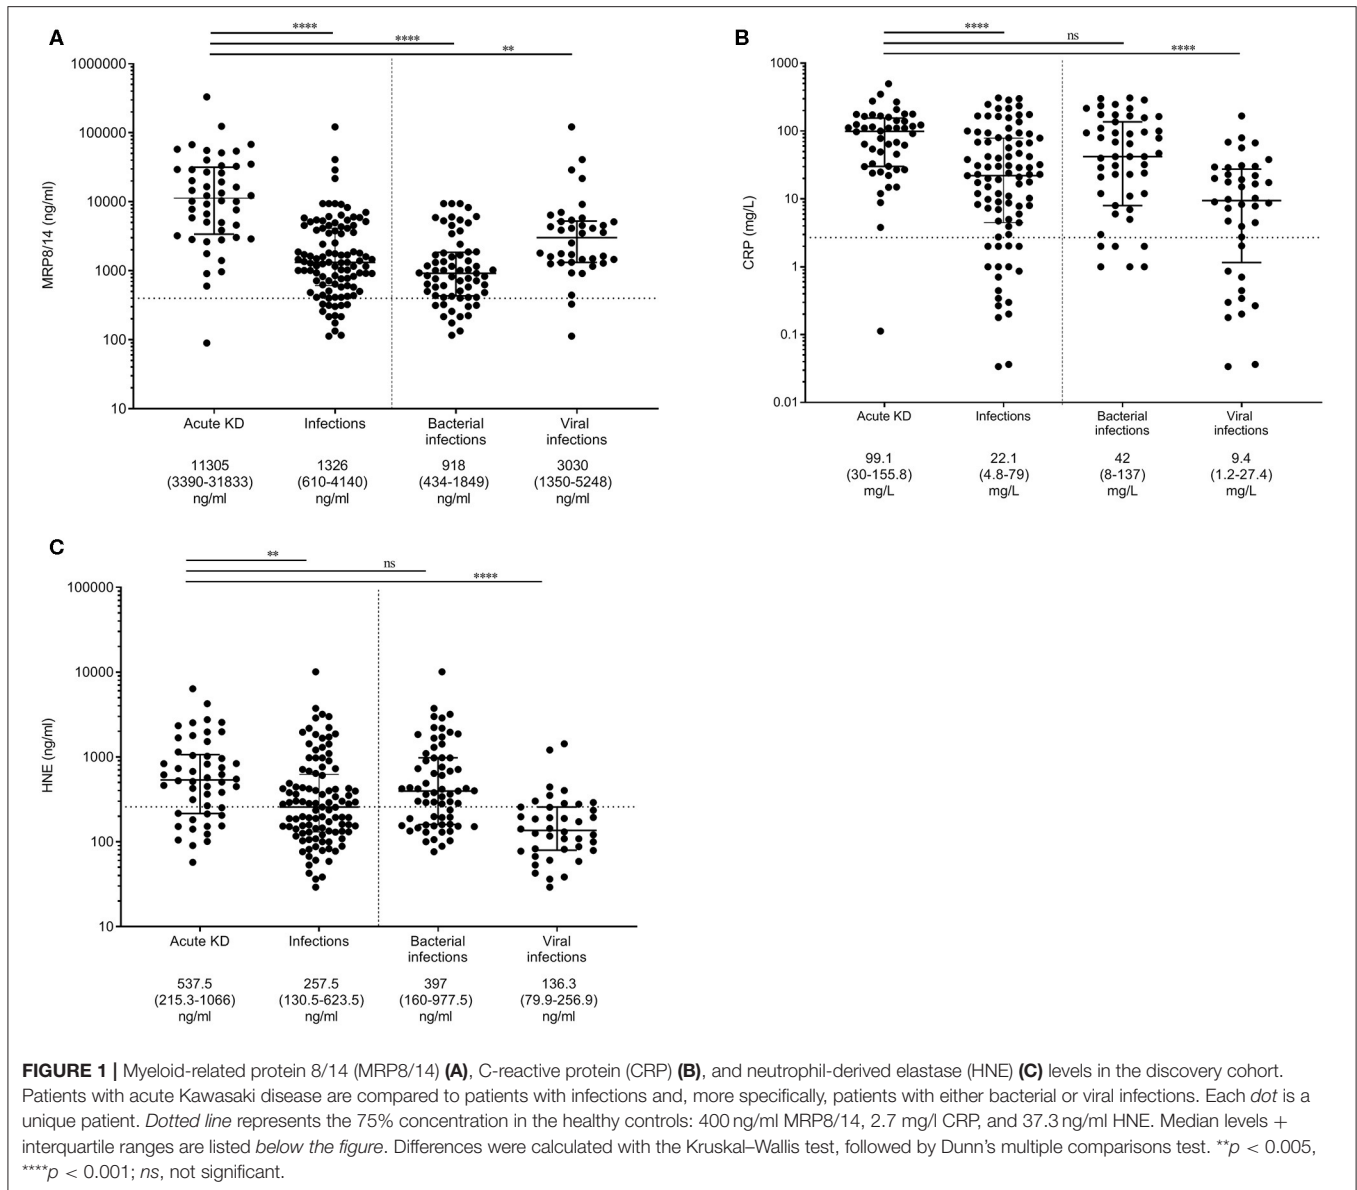 A
****
****
**
1000000
100000
10000
1000
100
10
MRP8/14 (ng/ml)
Acute KD
Infections
Bacterial
infections
Viral
infections
11305
(3390-31833)
ng/ml
1326
(610-4140)
ng/ml
918
(434-1849)
ng/ml
3030
(1350-5248)
ng/ml
B
****
ns
****
1000
100
10
1
0.1
0.01
CRP (mg/L)
Acute KD
Infections
Bacterial
infections
Viral
infections
99.1
(30-155.8)
mg/L
22.1
(4.8-79)
mg/L
42
(8-137)
mg/L
9.4
(1.2-27.4)
mg/L
C
**
ns
****
100000
10000
1000
100
10
HNE (ng/ml)
Acute KD
Infections
Bacterial
infections
Viral
infections
537.5
(215.3-1066)
ng/ml
257.5
(130.5-623.5)
ng/ml
397
(160-977.5)
ng/ml
136.3
(79.9-256.9)
ng/ml
FIGURE 1 | Myeloid-related protein 8/14 (MRP8/14) (A), C-reactive protein (CRP) (B), and neutrophil-derived elastase (HNE) (C) levels in the discovery cohort.
Patients with acute Kawasaki disease are compared to patients with infections and, more specifically, patients with either bacterial or viral infections. Each dot is a
unique patient. Dotted line represents the 75% concentration in the healthy controls: 400 ng/ml MRP8/14, 2.7 mg/l CRP, and 37.3 ng/ml HNE. Median levels +
interquartile ranges are listed below the figure. Differences were calculated with the Kruskal–Wallis test, followed by Dunn's multiple comparisons test. **p < 0.005,
****p < 0.001; ns, not significant.